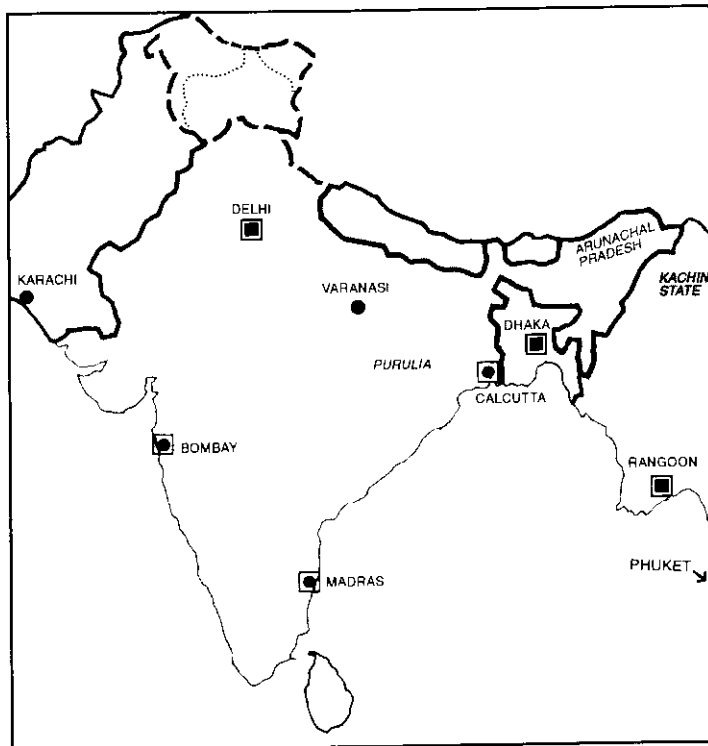 DELHI
ARUNACHAL
PRADESH
KARACHI
VARANASI
KACHIN
STATE
DHAKA
PURULIA
CALCUTTA
BOMBAY
RANGOON
PHUKET
MADRAS